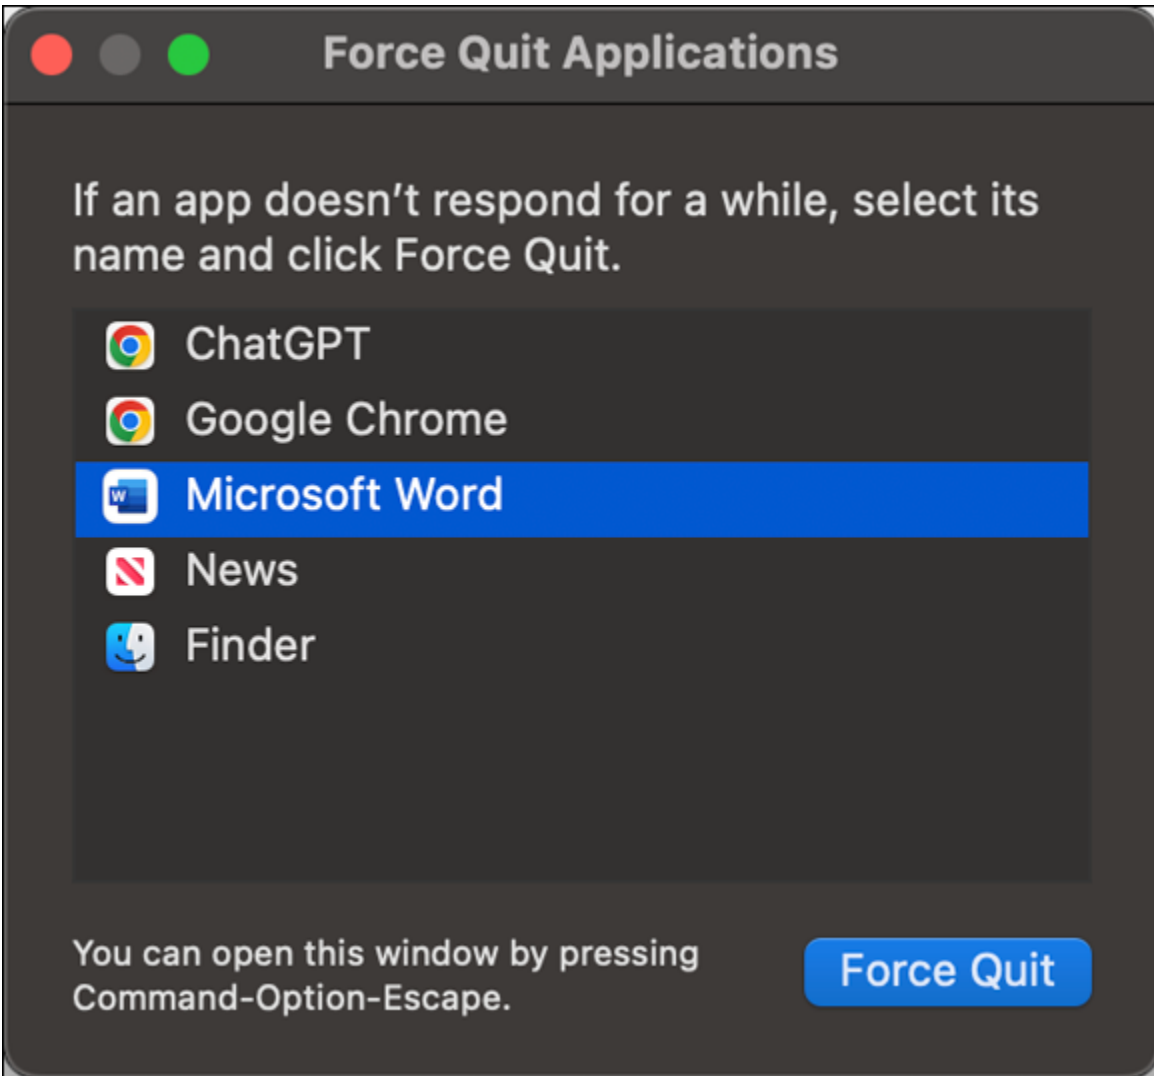 Force Quit Applications
If an app doesn’t respond for a while, select its
name and click Force Quit.
ChatGPT
Google Chrome
W
Microsoft Word
News
Finder
You can open this window by pressing
Command-Option-Escape.
Force Quit